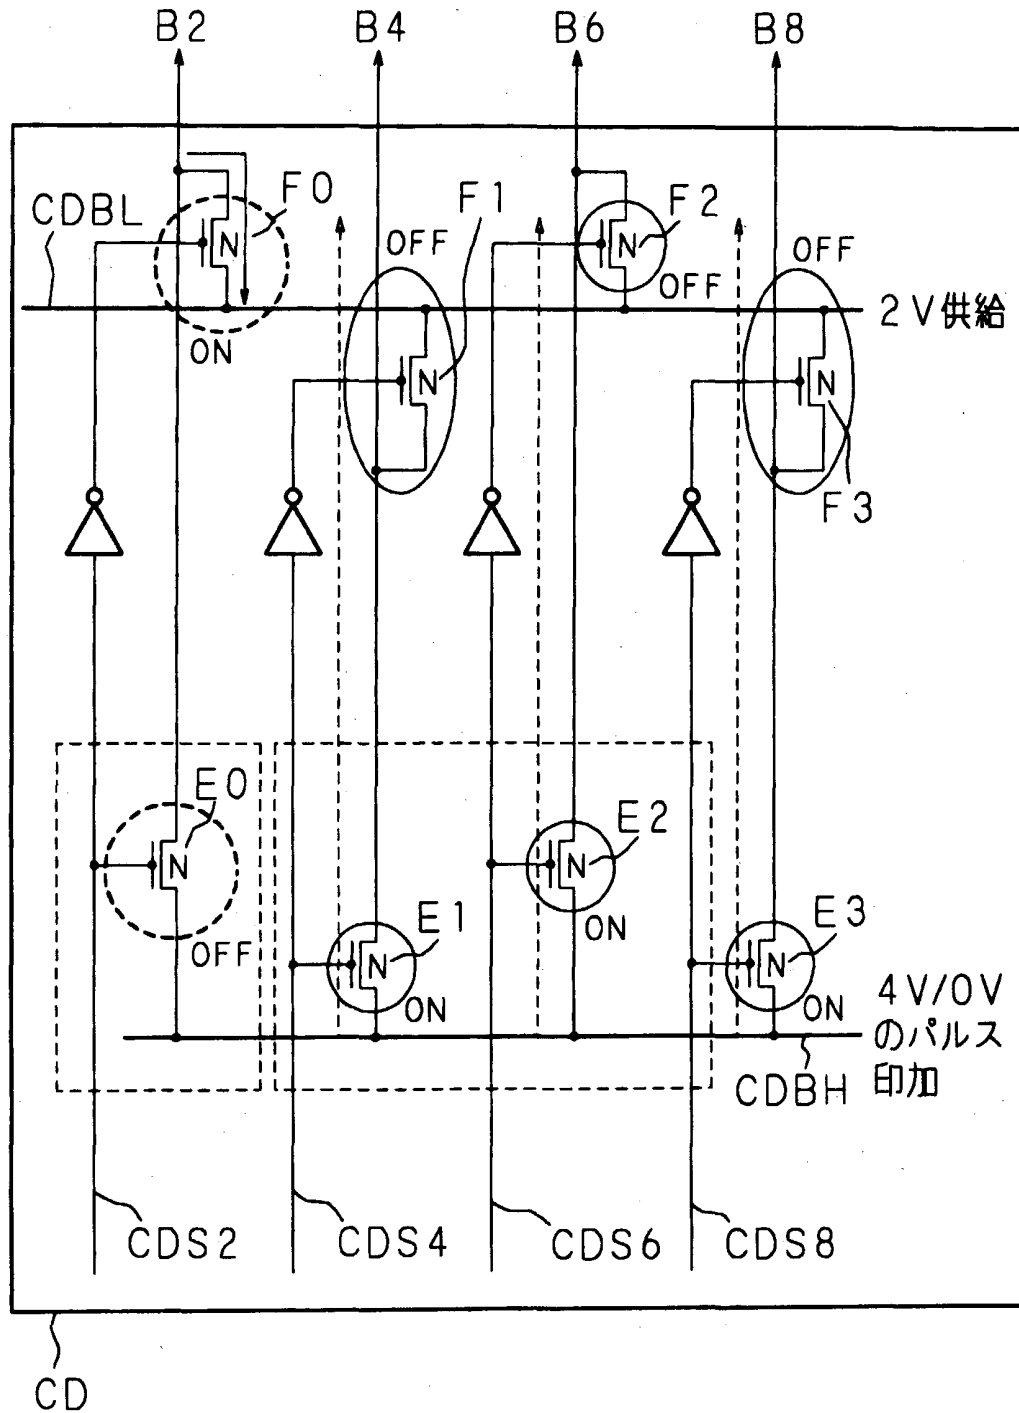 B2
B4
B6
B8
CDBL
F0
F1
F2
OFF
OFF
N
N
OFF
ON
2V供給
N
N
F3
E0
N
OFF
E2
N
ON
E1
N
ON
E3
N
ON
4V/0V
のパルス
印加
CDBH
CDS2
CDS4
CDS6
CDS8
CD